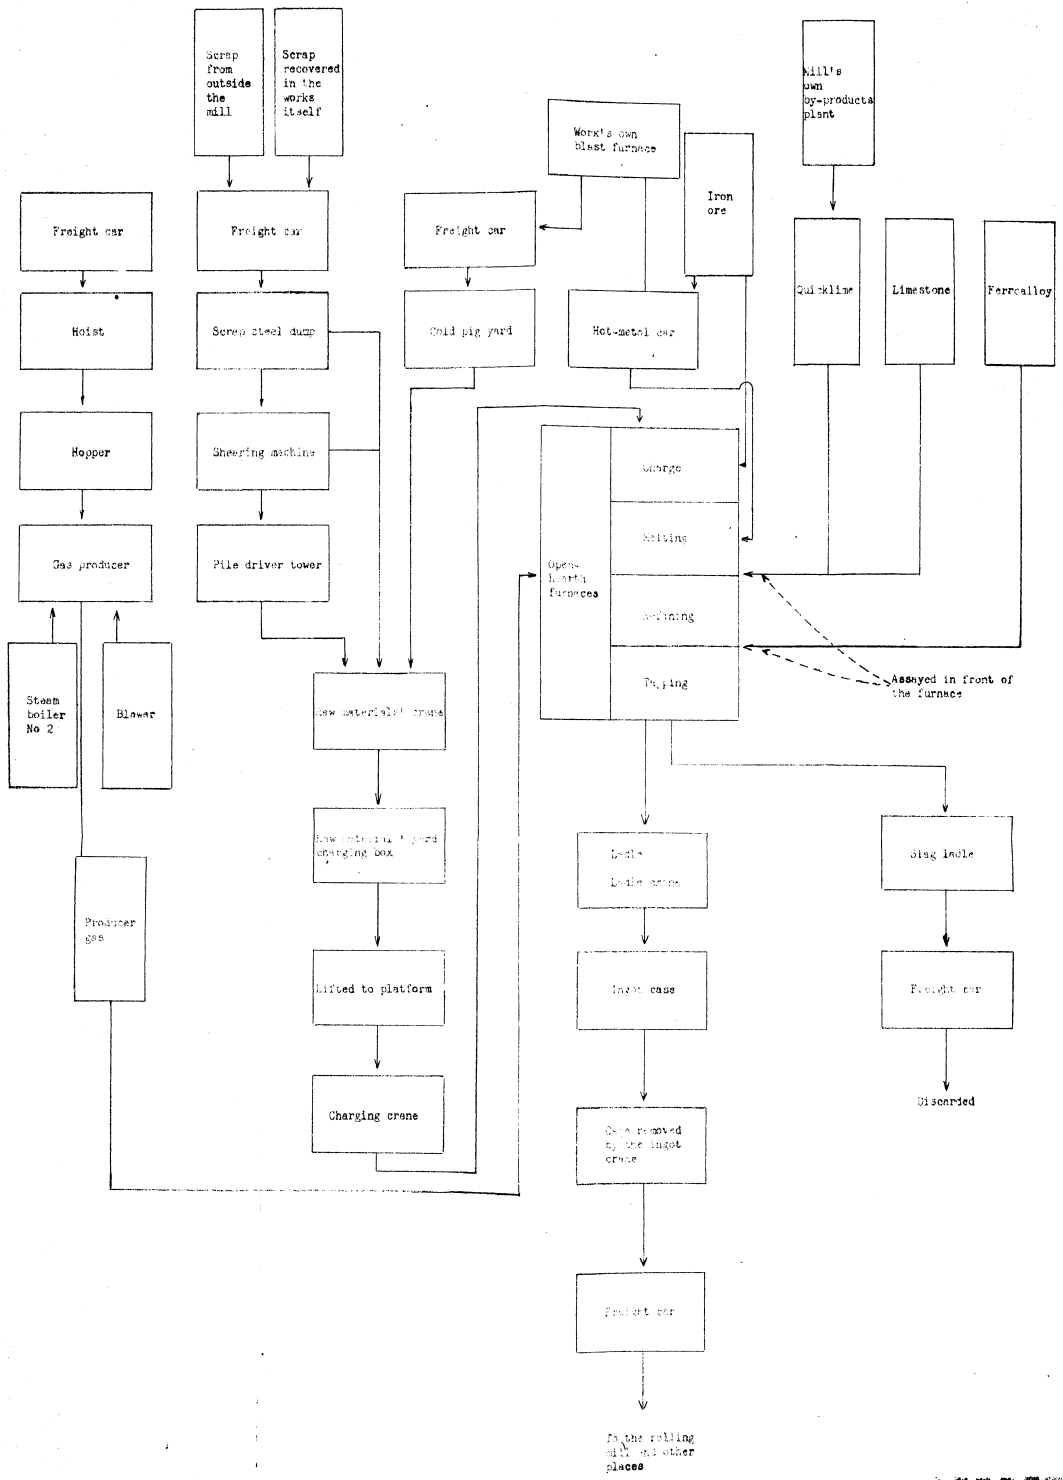 Scrap
from
outside
the
mill
Scrap
recovered
in the
works
itself
Mill's
own
by-products
plant
Work's own
blast furnace
Iron
ore
Freight car
Freight car
Freight car
Quicklime
Limestone
Ferroalloy
Hoist
Scrap steel dump
Cold pig yard
Hot-metal car
Hopper
Sheering machine
Charge
Melting
Gas producer
Pile driver tower
Open-
hearth
furnaces
Refining
Tapping
Assayed in front of
the furnace
Steam
boiler
No 2
Blower
Raw materials' crane
Raw material ' yard
charging box
Ladle
Ladle crane
Slag ladle
Producer
gas
Lifted to platform
Ingot case
Freight car
Charging crane
Discarded
Case removed
by the ingot
crane
Freight car
To the rolling
mill and other
places